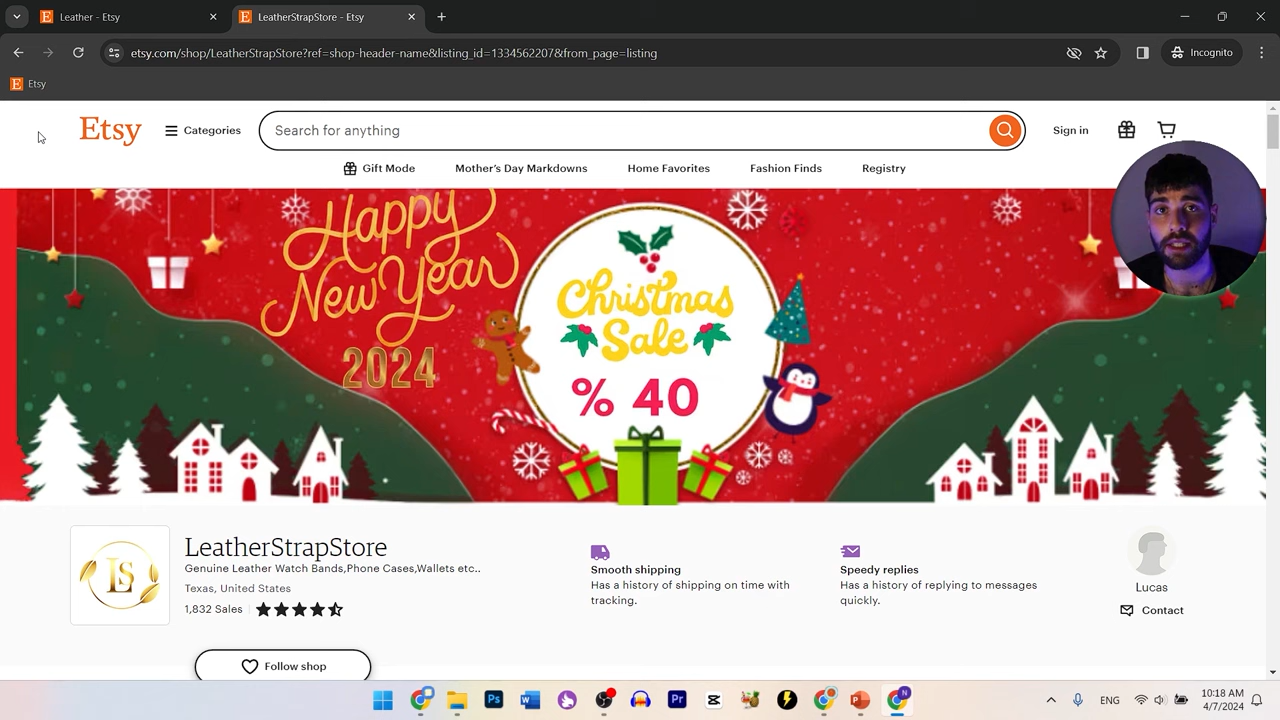 Leather - Etsy
LeatherStrapStore - Etsy
etsy.com/shop/LeatherStrapStore?ref=shop-header-name&listing_id=1334562207&from_page=listing
Incognito
Etsy
Etsy
Categories
Search for anything
Sign in
Gift Mode
Mother's Day Markdowns
Home Favorites
Fashion Finds
Registry
Happy
New Year
2024
Christmas
Sale
% 40
LS
LeatherStrapStore
Genuine Leather Watch Bands,Phone Cases,Wallets etc..
Texas, United States
1,832 Sales
Smooth shipping
Has a history of shipping on time with
tracking.
Speedy replies
Has a history of replying to messages
quickly.
Lucas
Contact
Follow shop
Ps
W
Pr
P
N
ENG
10:18 AM
4/7/2024